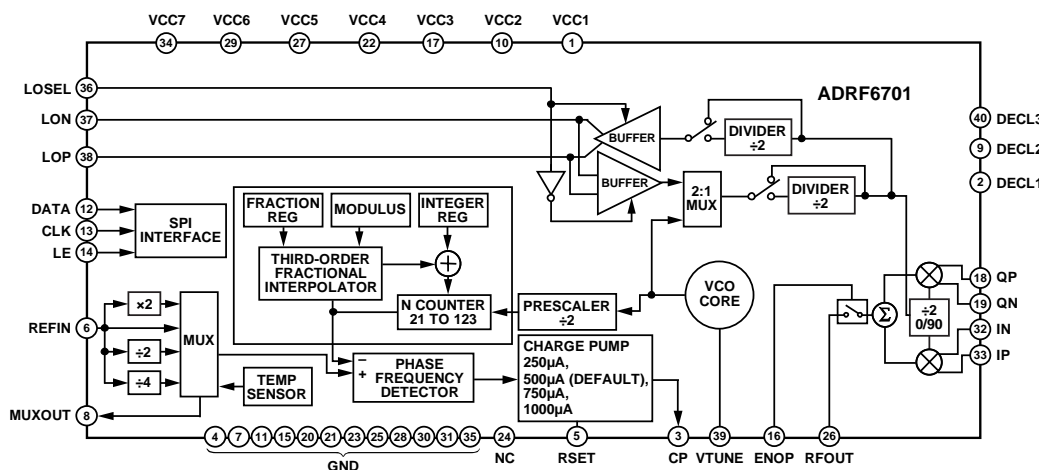 VCC7 VCC6 VCC5 VCC4 VCC3 VCC2 VCC1
34 29 27 22 17 10 1
LOSEL 36
ADRF6701
LON 37
BUFFER
DIVIDER
÷2
40 DECL3
LOP 38
9 DECL2
BUFFER
2:1
MUX
DIVIDER
÷2
2 DECL1
DATA 12
CLK 13
LE 14
SPI
INTERFACE
FRACTION
REG
MODULUS
INTEGER
REG
THIRD-ORDER
FRACTIONAL
INTERPOLATOR
+
N COUNTER
21 TO 123
PRESCALER
÷2
VCO
CORE
18 QP
19 QN
32 IN
33 IP
Σ
÷2
0/90
REFIN 6
×2
÷2
÷4
MUX
TEMP
SENSOR
–
+
PHASE
FREQUENCY
DETECTOR
CHARGE PUMP
250µA,
500µA (DEFAULT),
750µA,
1000µA
MUXOUT 8
4 7 11 15 20 21 23 25 28 30 31 35 24 5 3 39 16 26
GND NC RSET CP VTUNE ENOP RFOUT